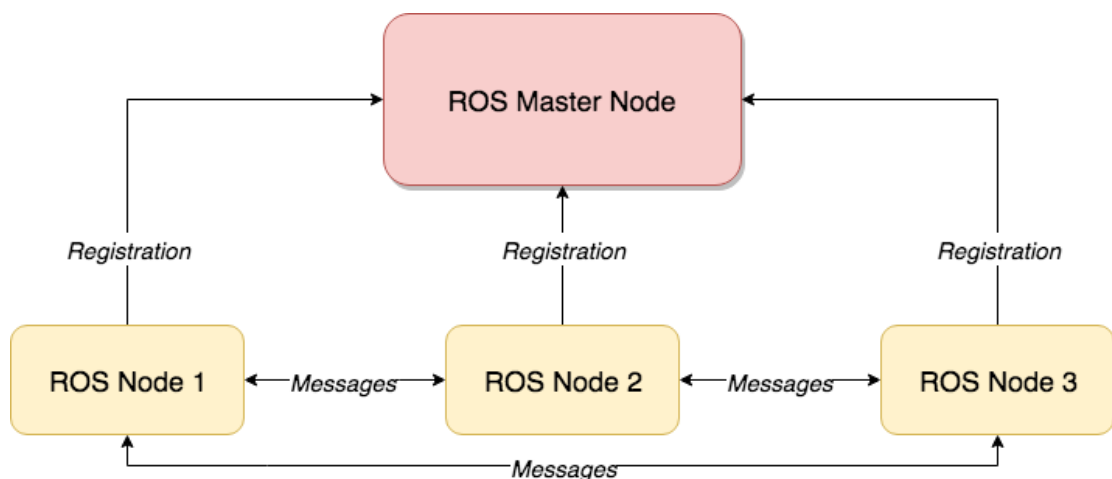 ROS Master Node
Registration
Registration
Registration
ROS Node 1
Messages
ROS Node 2
Messages
ROS Node 3
Messages